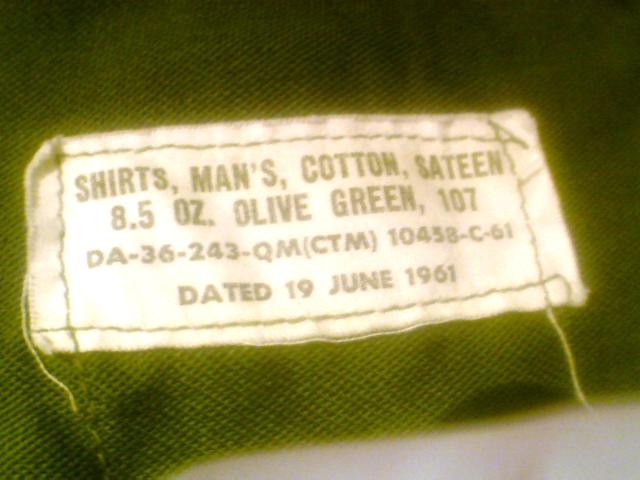 SHIRTS, MAN'S, COTTON, SATEEN
8.5 OZ. OLIVE GREEN, 107
DA-36-243-QM(CTM) 10458-C-61
DATED 19 JUNE 1961